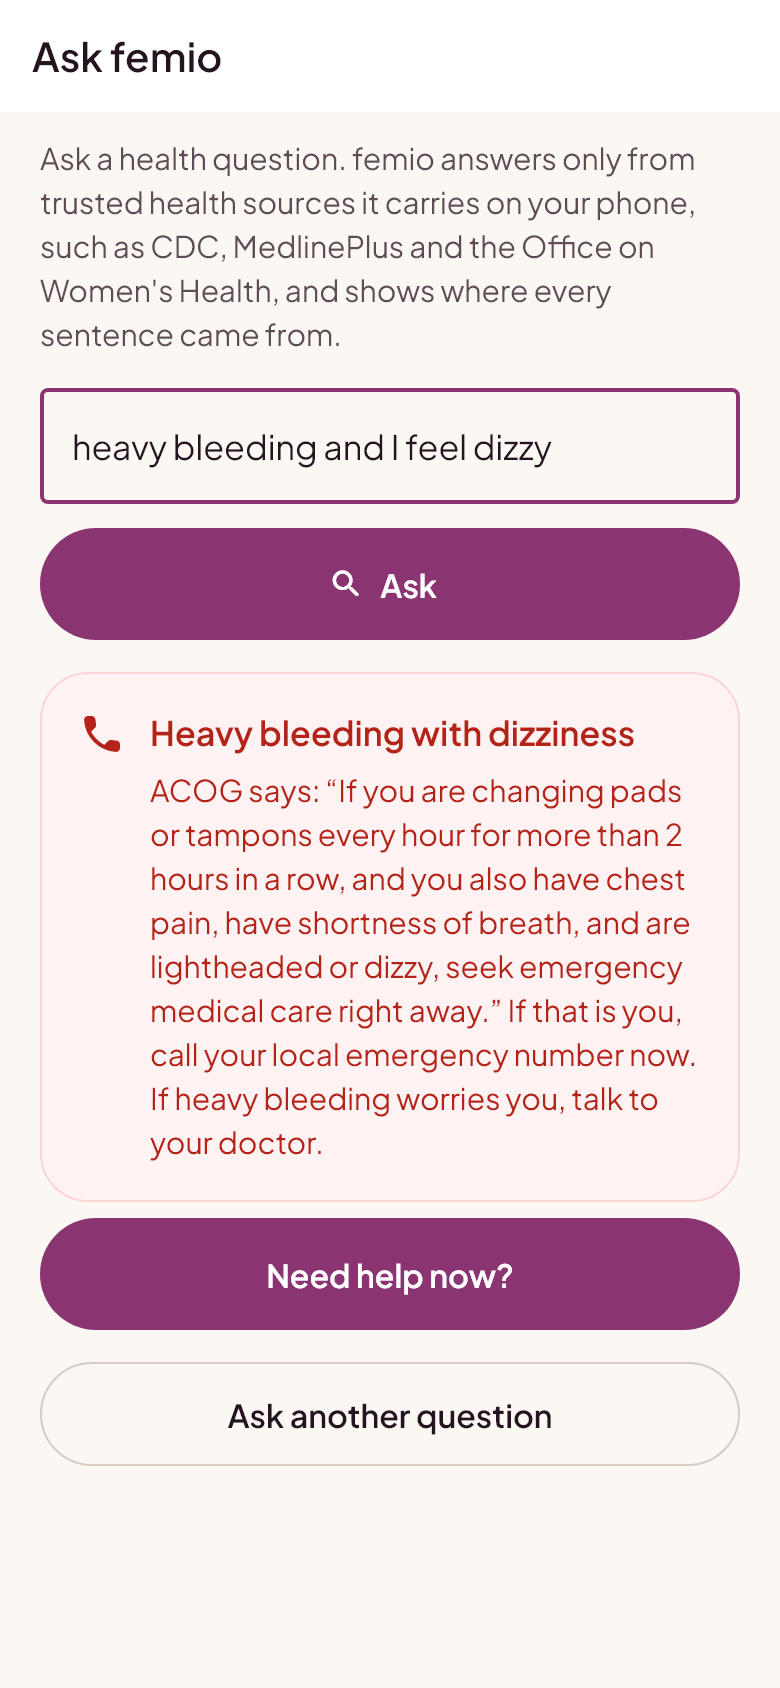 Ask femio
Ask a health question. femio answers only from
trusted health sources it carries on your phone,
such as CDC, MedlinePlus and the Office on
Women's Health, and shows where every
sentence came from.
heavy bleeding and I feel dizzy
Ask
Heavy bleeding with dizziness
ACOG says: “If you are changing pads
or tampons every hour for more than 2
hours in a row, and you also have chest
pain, have shortness of breath, and are
lightheaded or dizzy, seek emergency
medical care right away.” If that is you,
call your local emergency number now.
If heavy bleeding worries you, talk to
your doctor.
Need help now?
Ask another question